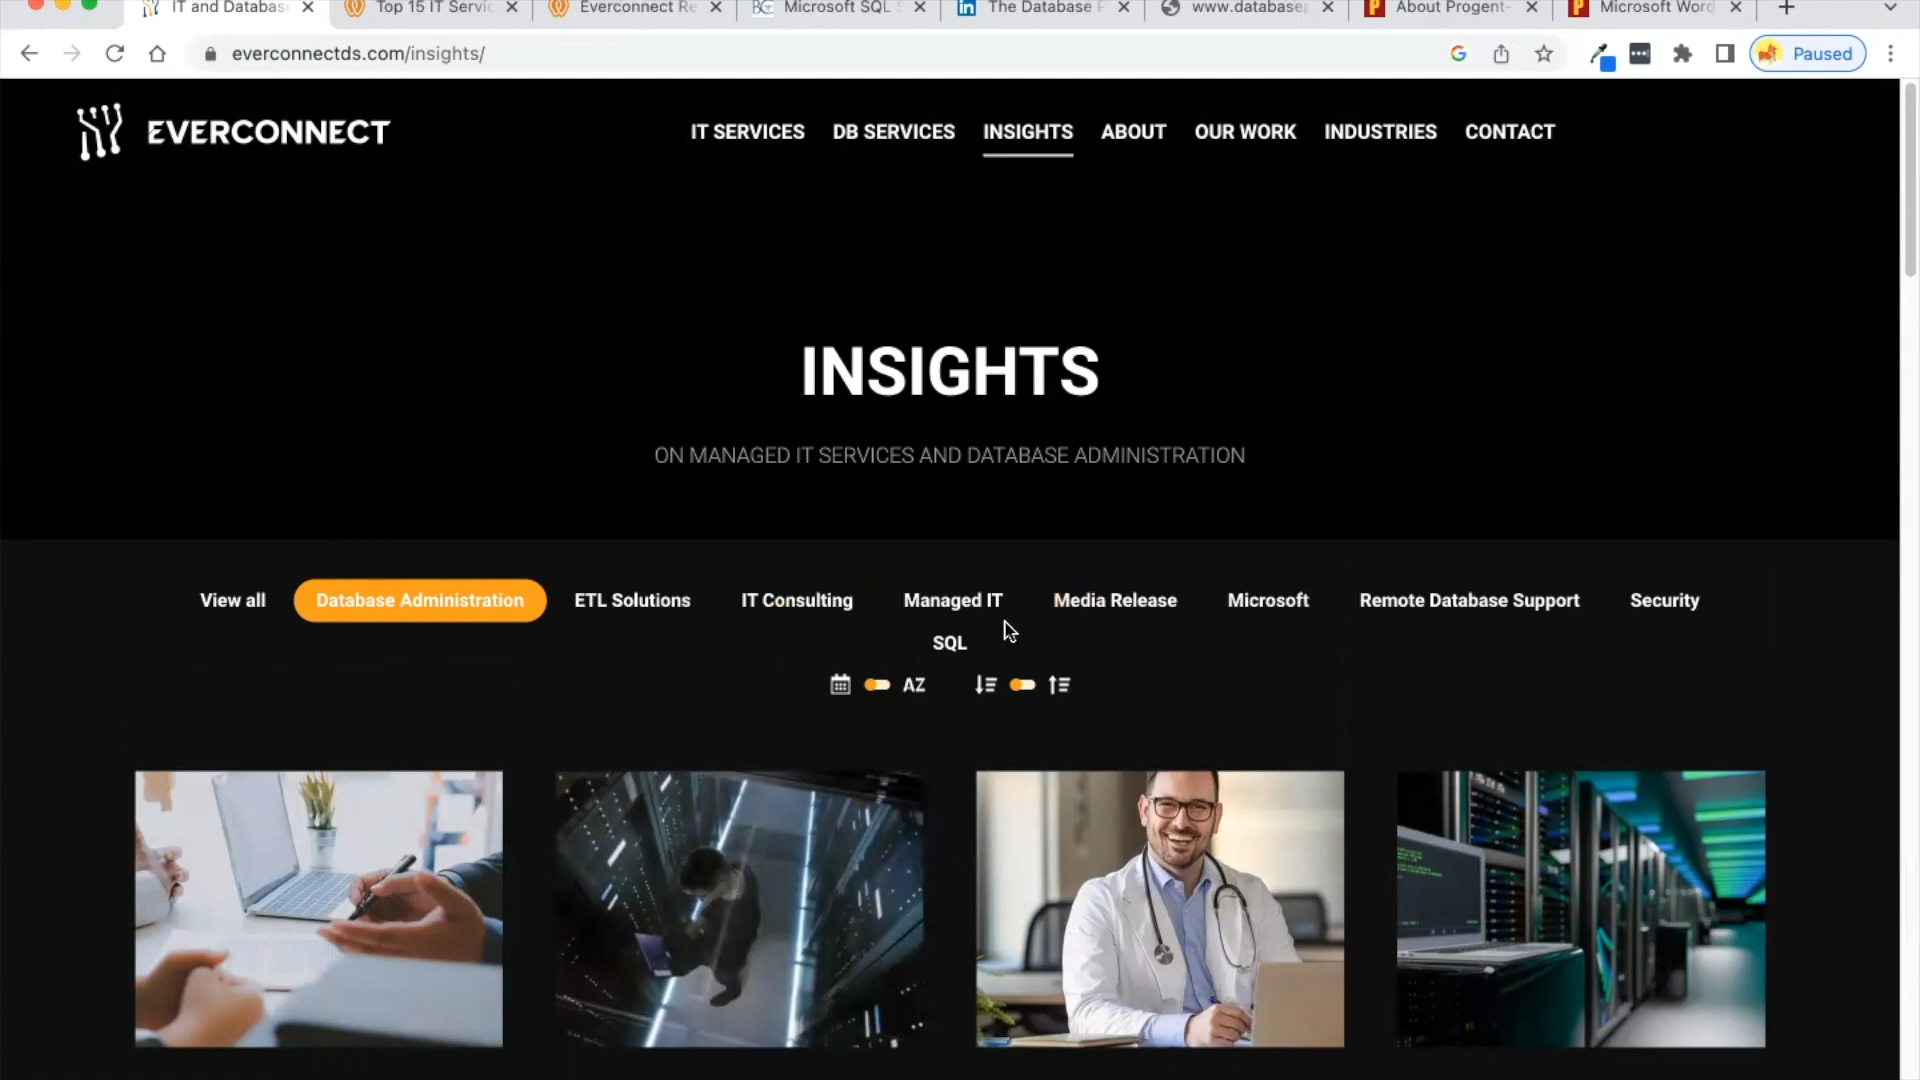 IT and Databas
Top 15 IT Servic
Everconnect Re
Microsoft SQL S
The Database P
www.databasep
About Progent-
Microsoft Word
everconnectds.com/insights/
Paused
EVERCONNECT
IT SERVICES
DB SERVICES
INSIGHTS
ABOUT
OUR WORK
INDUSTRIES
CONTACT
INSIGHTS
ON MANAGED IT SERVICES AND DATABASE ADMINISTRATION
View all
Database Administration
ETL Solutions
IT Consulting
Managed IT
Media Release
Microsoft
Remote Database Support
Security
SQL
AZ